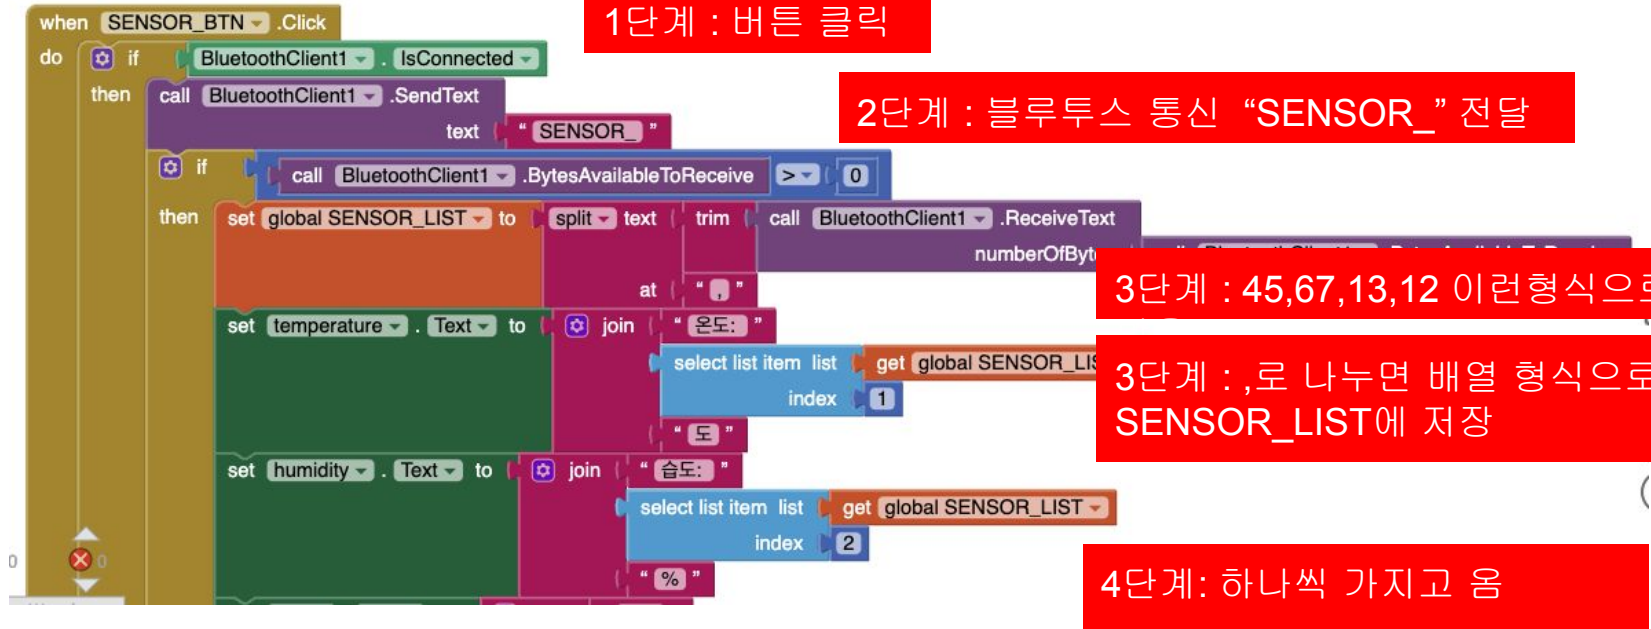 when SENSOR_BTN .Click
1단계 : 버튼 클릭
do if BluetoothClient1 . IsConnected
then call BluetoothClient1 .SendText
2단계 : 블루투스 통신 “SENSOR_” 전달
text “ SENSOR_ ”
if call BluetoothClient1 .BytesAvailableToReceive > 0
then set global SENSOR_LIST to split text trim call BluetoothClient1 .ReceiveText
numberOfByt
at “ , ”
3단계 : 45,67,13,12 이런형식으로
set temperature . Text to join “ 온도: ”
select list item list get global SENSOR_LIS
index 1
3단계 : ,로 나누면 배열 형식으로
SENSOR_LIST에 저장
“ 도 ”
set humidity . Text to join “ 습도: ”
select list item list get global SENSOR_LIST
index 2
0
“ % ”
4단계: 하나씩 가지고 옴